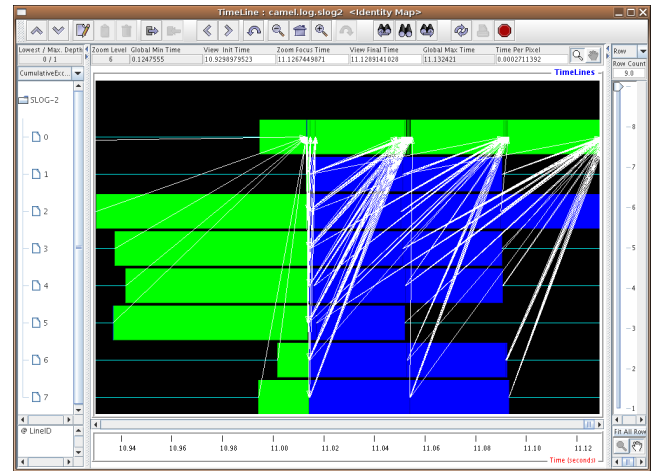 TimeLine : camel.log.slog2 <Identity Map>
Lowest / Max. Depth
0 / 1
Zoom Level
6
Global Min Time
0.1247555
View Init Time
10.9298979523
Zoom Focus Time
11.1267449871
View Final Time
11.1289141028
Global Max Time
11.132421
Time Per Pixel
0.0002711392
Row
Row Count
9.0
CumulativeExc...
TimeLines
SLOG-2
0
1
2
3
4
5
6
7
8
7
6
5
4
3
2
1
@ LineID
Fit All Row
10.94
10.96
10.98
11.00
11.02
11.04
11.06
11.08
11.10
11.12
Time (seconds)